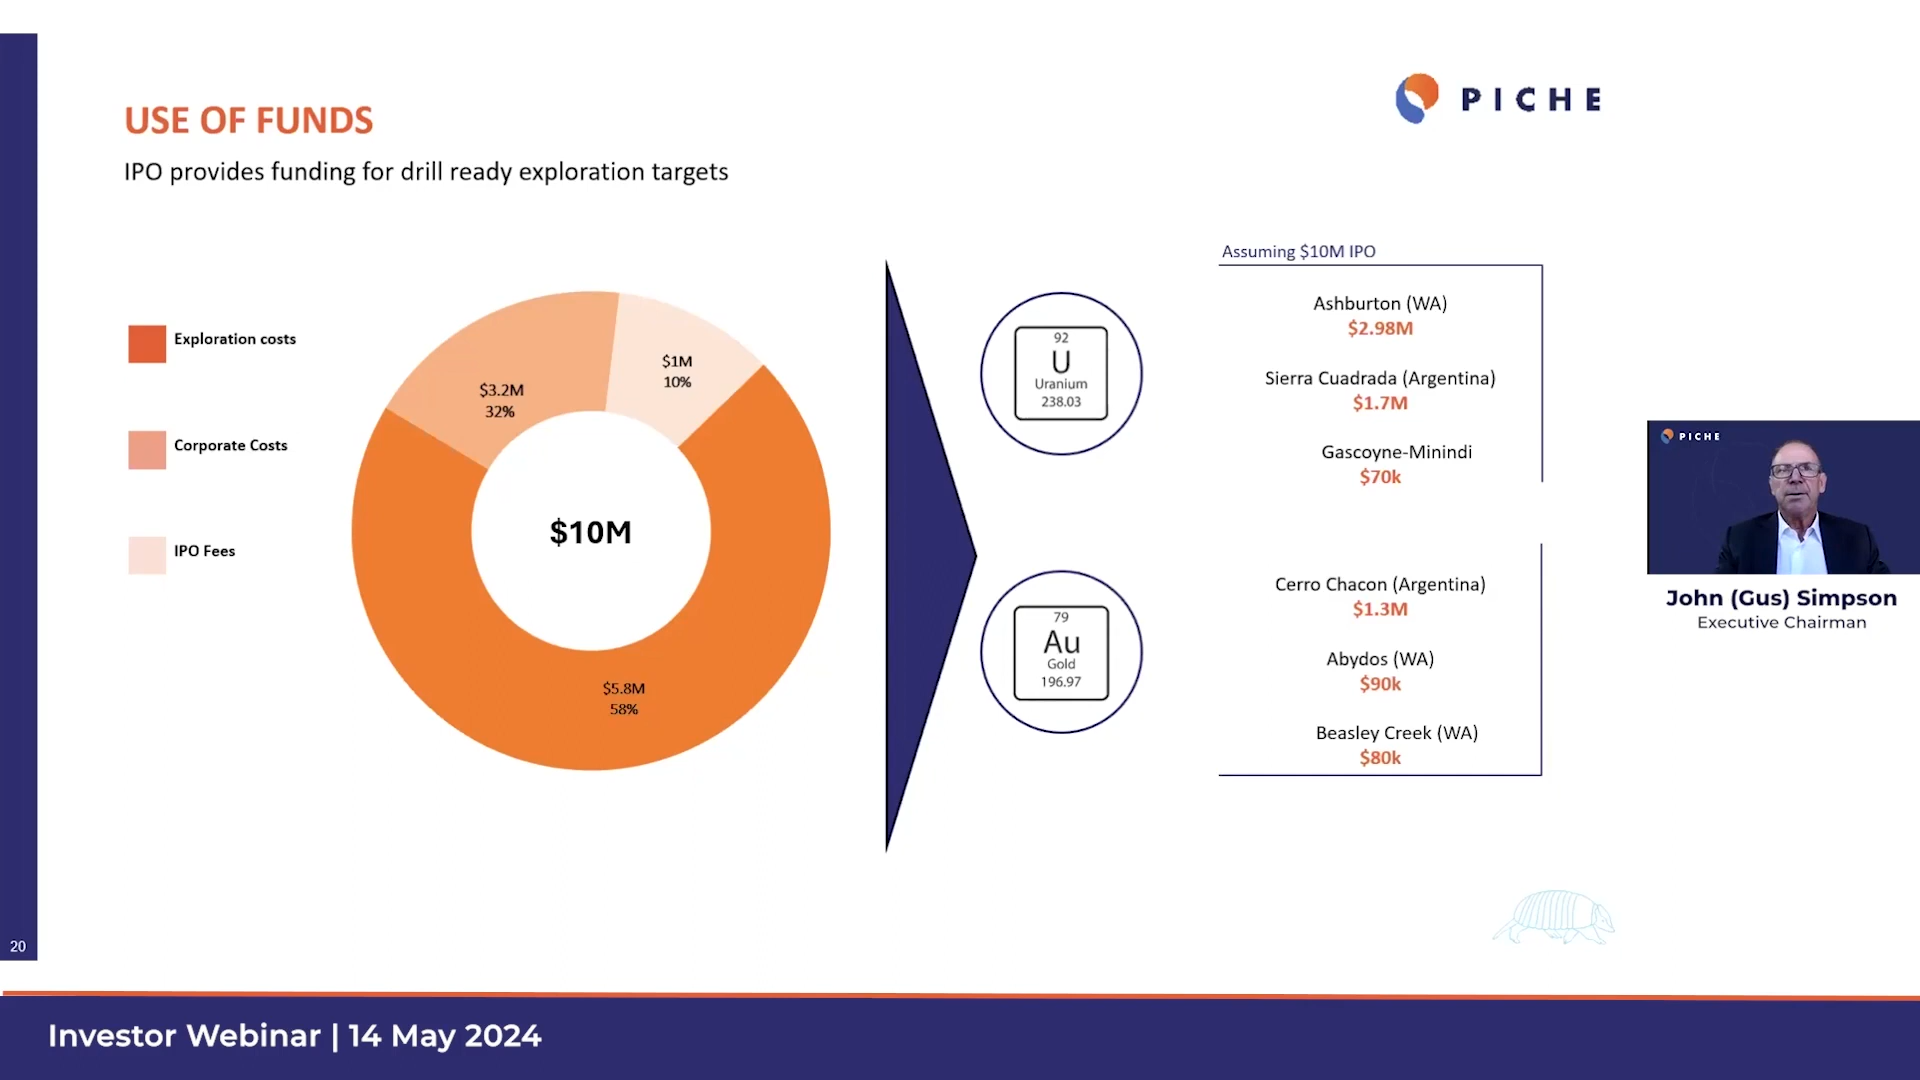 USE OF FUNDS
IPO provides funding for drill ready exploration targets
PICHE
Exploration costs
Corporate Costs
IPO Fees
$3.2M
32%
$1M
10%
$10M
$5.8M
58%
92
U
Uranium
238.03
79
Au
Gold
196.97
Assuming $10M IPO
Ashburton (WA)
$2.98M
Sierra Cuadrada (Argentina)
$1.7M
Gascoyne-Minindi
$70k
Cerro Chacon (Argentina)
$1.3M
Abydos (WA)
$90k
Beasley Creek (WA)
$80k
PICHE
John (Gus) Simpson
Executive Chairman
20
Investor Webinar | 14 May 2024